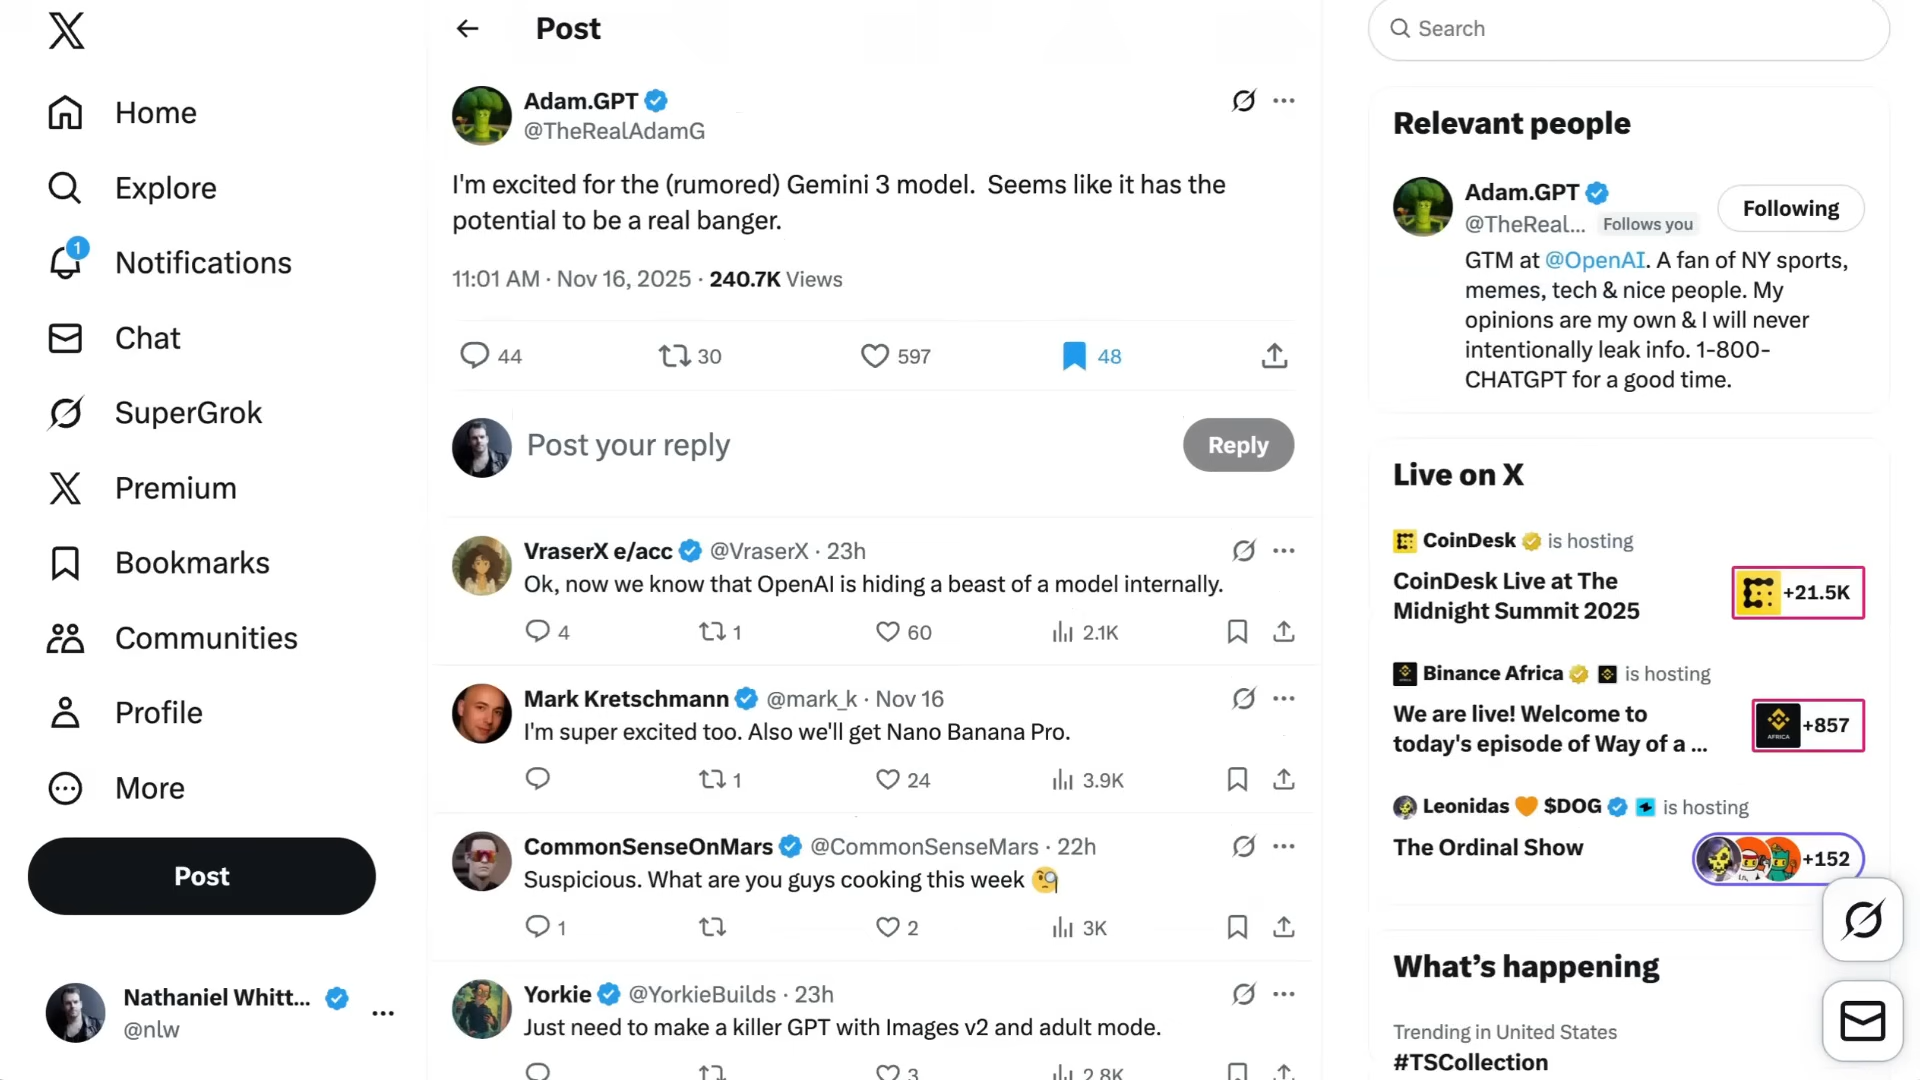 Home
Explore
1
Notifications
Chat
SuperGrok
Premium
Bookmarks
Communities
Profile
More
Post
Nathaniel Whitt...
@nlw
Post
Adam.GPT
@TheRealAdamG
I'm excited for the (rumored) Gemini 3 model. Seems like it has the
potential to be a real banger.
11:01 AM · Nov 16, 2025 · 240.7K Views
44 30 597 48
Post your reply
Reply
VraserX e/acc @VraserX · 23h
Ok, now we know that OpenAI is hiding a beast of a model internally.
4 1 60 2.1K
Mark Kretschmann @mark_k · Nov 16
I'm super excited too. Also we'll get Nano Banana Pro.
1 24 3.9K
CommonSenseOnMars @CommonSenseMars · 22h
Suspicious. What are you guys cooking this week 🧐
1 2 3K
Yorkie @YorkieBuilds · 23h
Just need to make a killer GPT with Images v2 and adult mode.
3 2.8K
Search
Relevant people
Adam.GPT
@TheReal... Follows you
Following
GTM at @OpenAI. A fan of NY sports,
memes, tech & nice people. My
opinions are my own & I will never
intentionally leak info. 1-800-
CHATGPT for a good time.
Live on X
CoinDesk is hosting
CoinDesk Live at The
Midnight Summit 2025
+21.5K
Binance Africa is hosting
We are live! Welcome to
today's episode of Way of a ...
AFRICA
+857
Leonidas 🧡 $DOG is hosting
The Ordinal Show
+152
What's happening
Trending in United States
#TSCollection